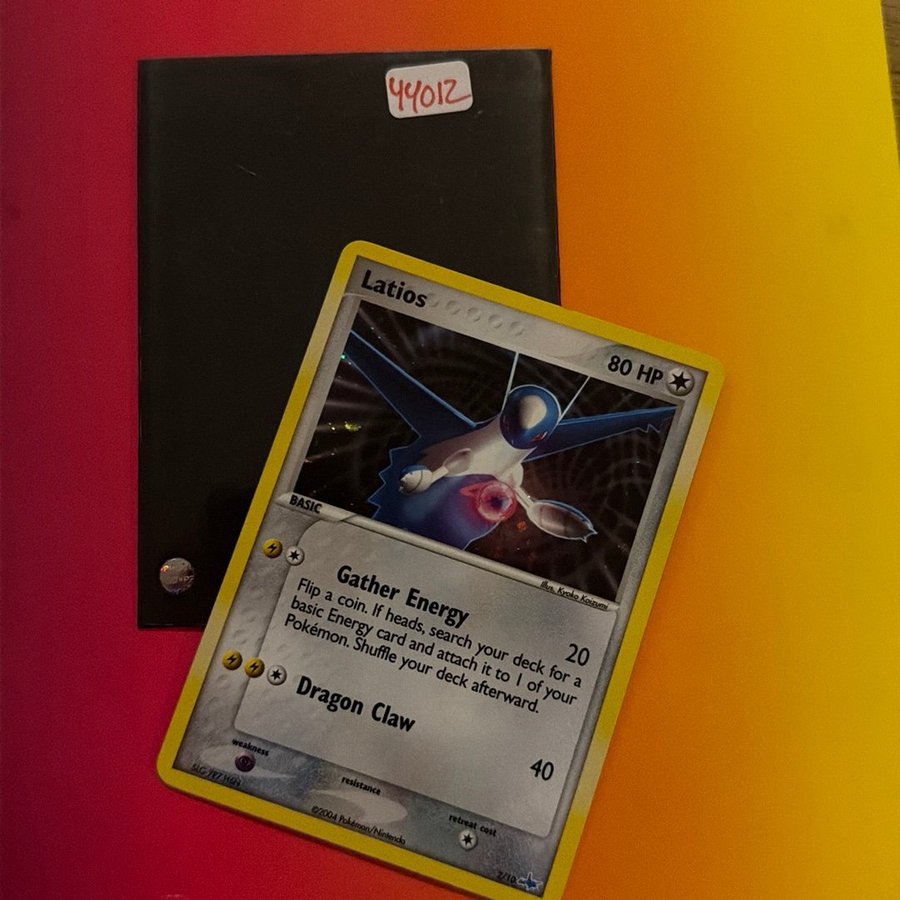 44012
Latios
80 HP
BASIC
Illus. Kyoko Koizumi
Gather Energy
20
Flip a coin. If heads, search your deck for a
basic Energy card and attach it to 1 of your
Pokémon. Shuffle your deck afterward.
Dragon Claw
40
weakness
resistance
retreat cost
©2004 Pokémon/Nintendo
2/10